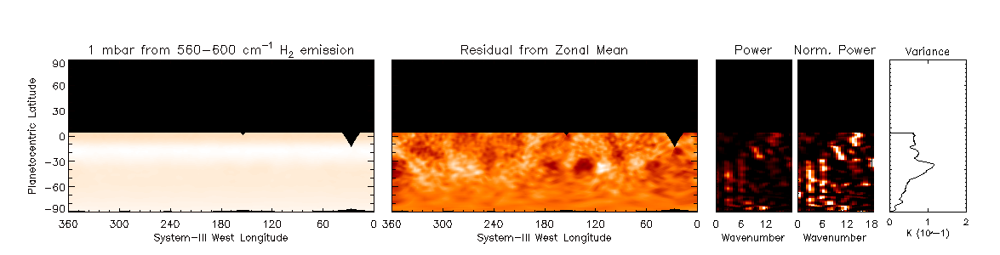 1 mbar from 560-600 cm⁻¹ H₂ emission
Residual from Zonal Mean
Power
Norm. Power
Variance
Planetocentric Latitude
90
60
30
0
-30
-60
-90
360 300 240 180 120 60 0
System-III West Longitude
360 300 240 180 120 60 0
System-III West Longitude
0 6 12
Wavenumber
0 6 12 18
Wavenumber
0 1 2
K (10^-1)